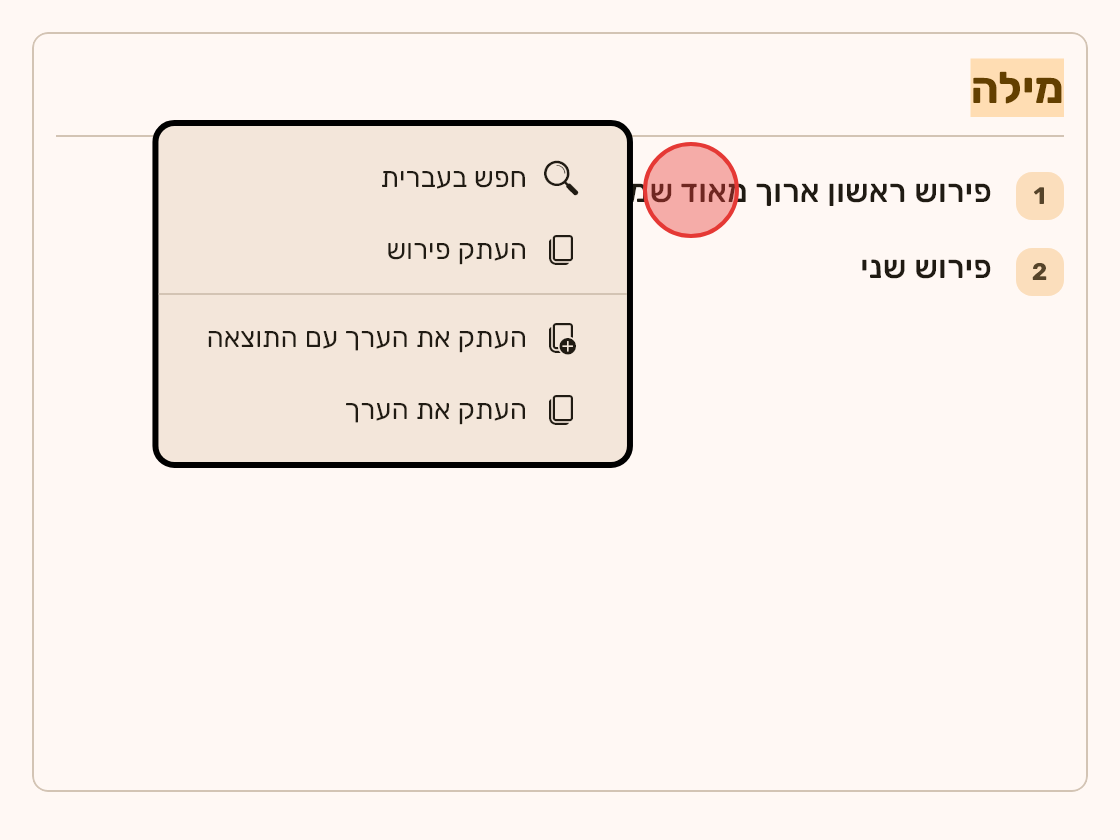 מילה
1 פירוש ראשון ארוך מאוד
2 פירוש שני
חפש בעברית
העתק פירוש
העתק את הערך עם התוצאה
העתק את הערך